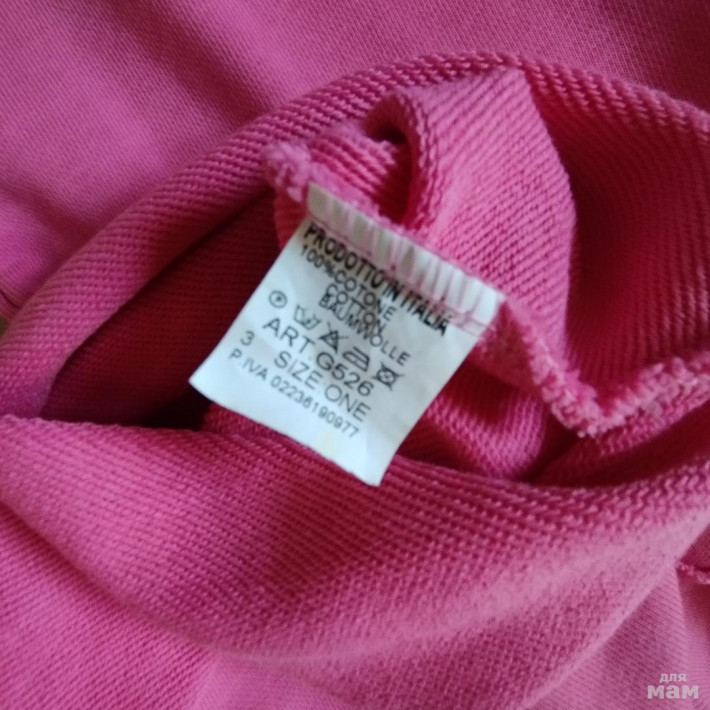 PRODOTTO IN ITALIA
100%COTONE
COTTON
BAUMWOLLE
ART.G526
3 SIZE-ONE
P.IVA 02236190977
для
мам